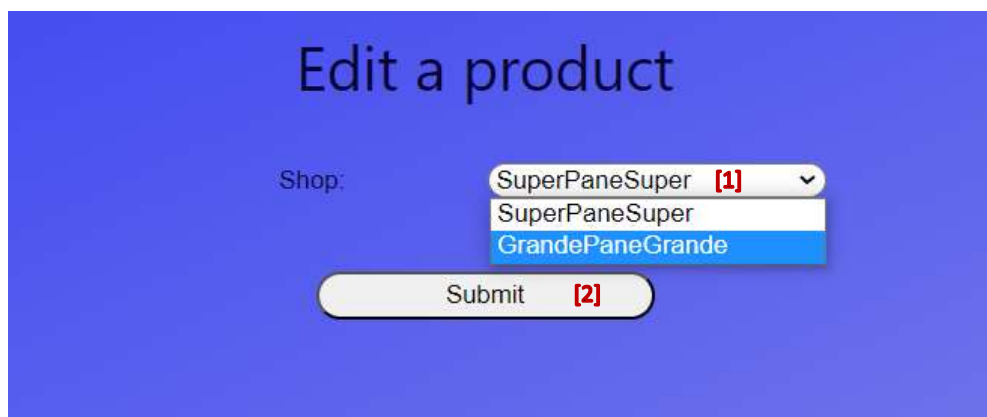 Edit a product
Shop: SuperPaneSuper [1]
SuperPaneSuper
GrandePaneGrande
Submit [2]